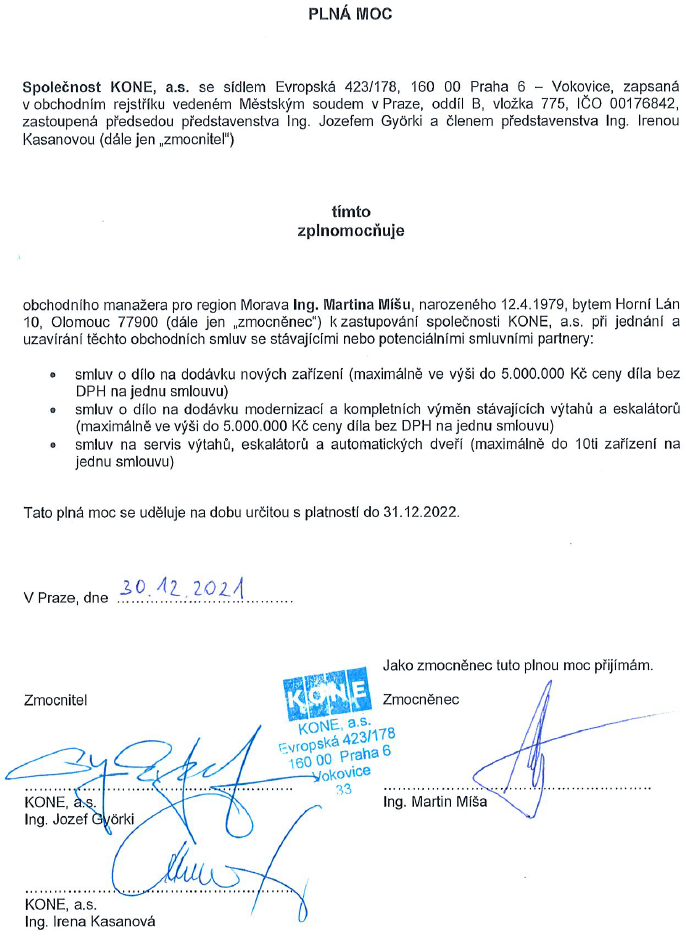 PLNÁ MOC
Společnost KONE, a.s. se sídlem Evropská 423/178, 160 00 Praha 6 – Vokovice, zapsaná
v obchodním rejstříku vedeném Městským soudem v Praze, oddíl B, vložka 775, IČO 00176842,
zastoupená předsedou představenstva Ing. Jozefem Györki a členem představenstva Ing. Irenou
Kasanovou (dále jen „zmocnitel")
tímto
zplnomocňuje
obchodního manažera pro region Morava Ing. Martina Míšu, narozeného 12.4.1979, bytem Horní Lán
10, Olomouc 77900 (dále jen „zmocněnec") k zastupování společnosti KONE, a.s. při jednání a
uzavírání těchto obchodních smluv se stávajícími nebo potenciálními smluvními partnery:
• smluv o dílo na dodávku nových zařízení (maximálně ve výši do 5.000.000 Kč ceny díla bez
DPH na jednu smlouvu)
• smluv o dílo na dodávku modernizací a kompletních výměn stávajících výtahů a eskalátorů
(maximálně ve výši do 5.000.000 Kč ceny díla bez DPH na jednu smlouvu)
• smluv na servis výtahů, eskalátorů a automatických dveří (maximálně do 10ti zařízení na
jednu smlouvu)
Tato plná moc se uděluje na dobu určitou s platností do 31.12.2022.
V Praze, dne 30.12.2021
Jako zmocněnec tuto plnou moc přijímám.
Zmocnitel
Zmocněnec
KONE
KONE, a.s.
Evropská 423/178
160 00 Praha 6
Vokovice
33
KONE, a.s.
Ing. Jozef Györki
Ing. Martin Míša
KONE, a.s.
Ing. Irena Kasanová